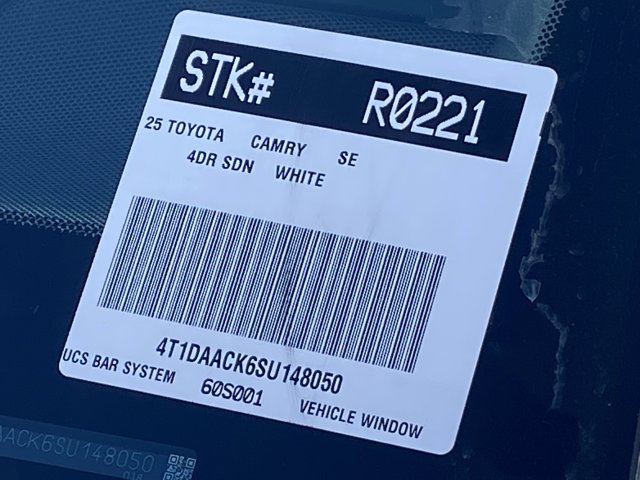 STK# R0221
25 TOYOTA CAMRY SE
4DR SDN WHITE
4T1DAACK6SU148050
UCS BAR SYSTEM 60S001 VEHICLE WINDOW
AACK6SU148050